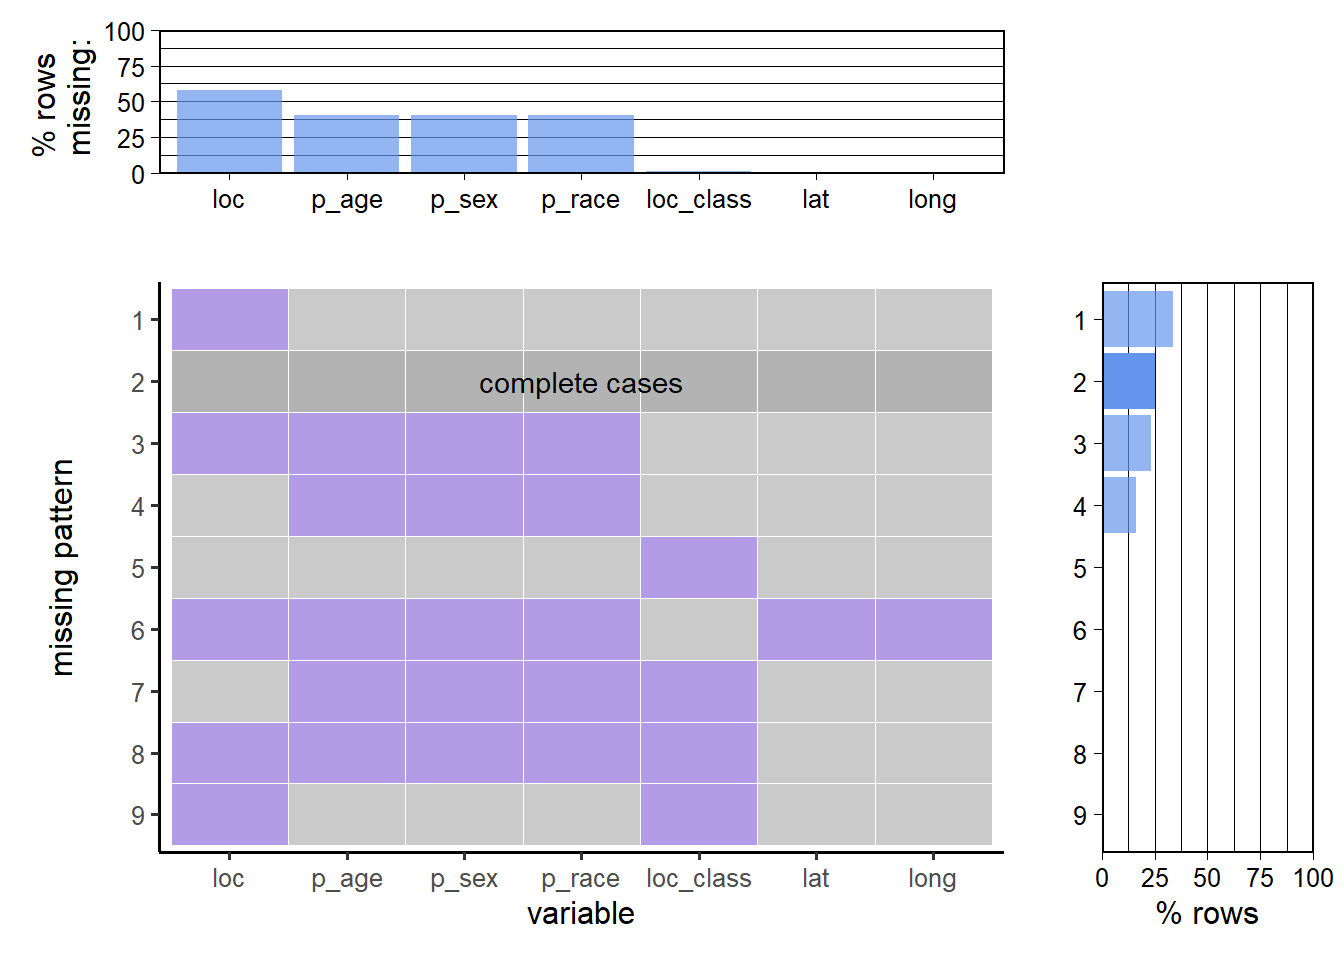 % rows
missing:
100
75
50
25
0
loc p_age p_sex p_race loc_class lat long
missing pattern
1
2
3
4
5
6
7
8
9
complete cases
loc p_age p_sex p_race loc_class lat long
variable
1
2
3
4
5
6
7
8
9
0 25 50 75 100
% rows